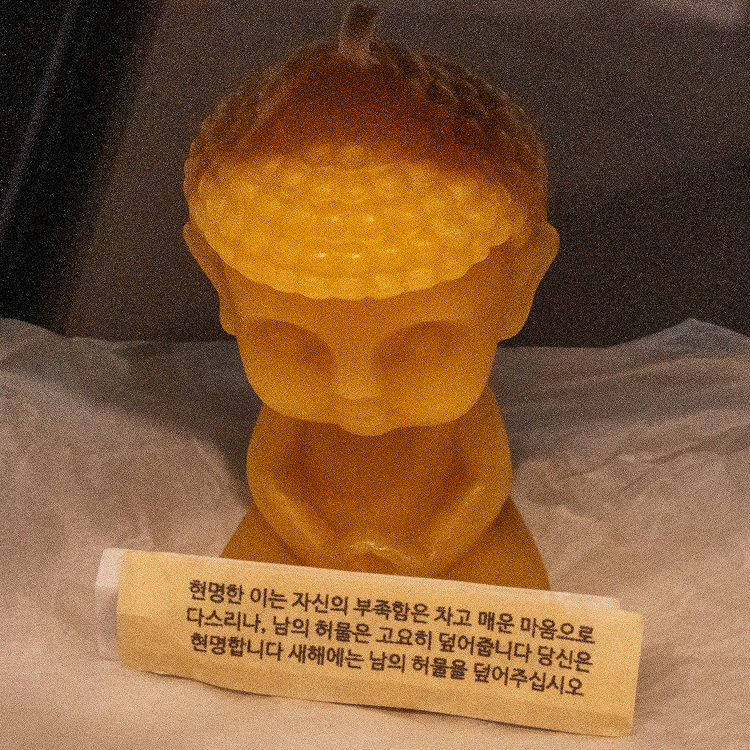 현명한 이는 자신의 부족함은 차고 매운 마음으로
다스리나, 남의 허물은 고요히 덮어줍니다 당신은
현명합니다 새해에는 남의 허물을 덮어주십시오